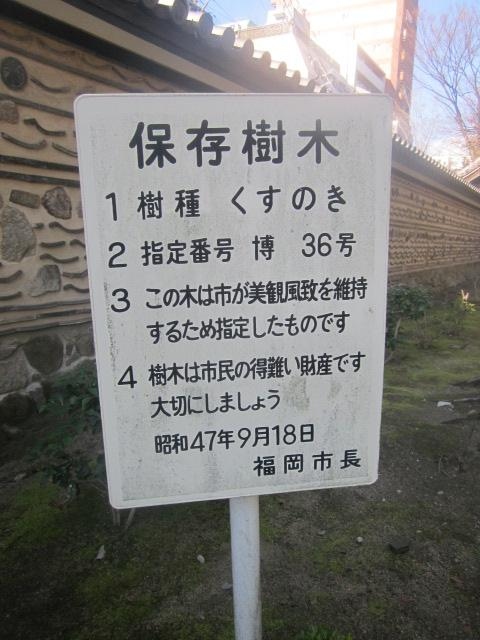 保存樹木
1 樹種 くすのき
2 指定番号 博 36号
3 この木は市が美観風致を維持
するため指定したものです
4 樹木は市民の得難い財産です
大切にしましょう
昭和47年9月18日
福岡市長